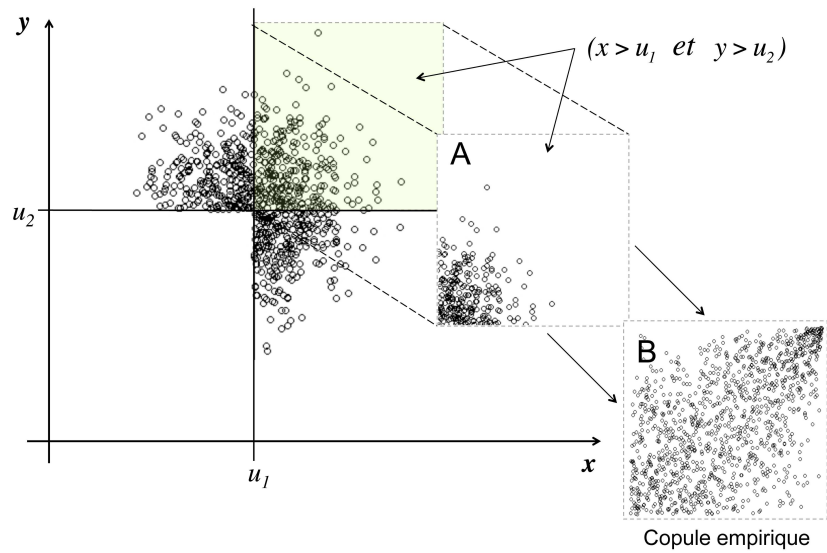 y
(x > u₁ et y > u₂)
A
u₂
B
u₁
x
Copule empirique